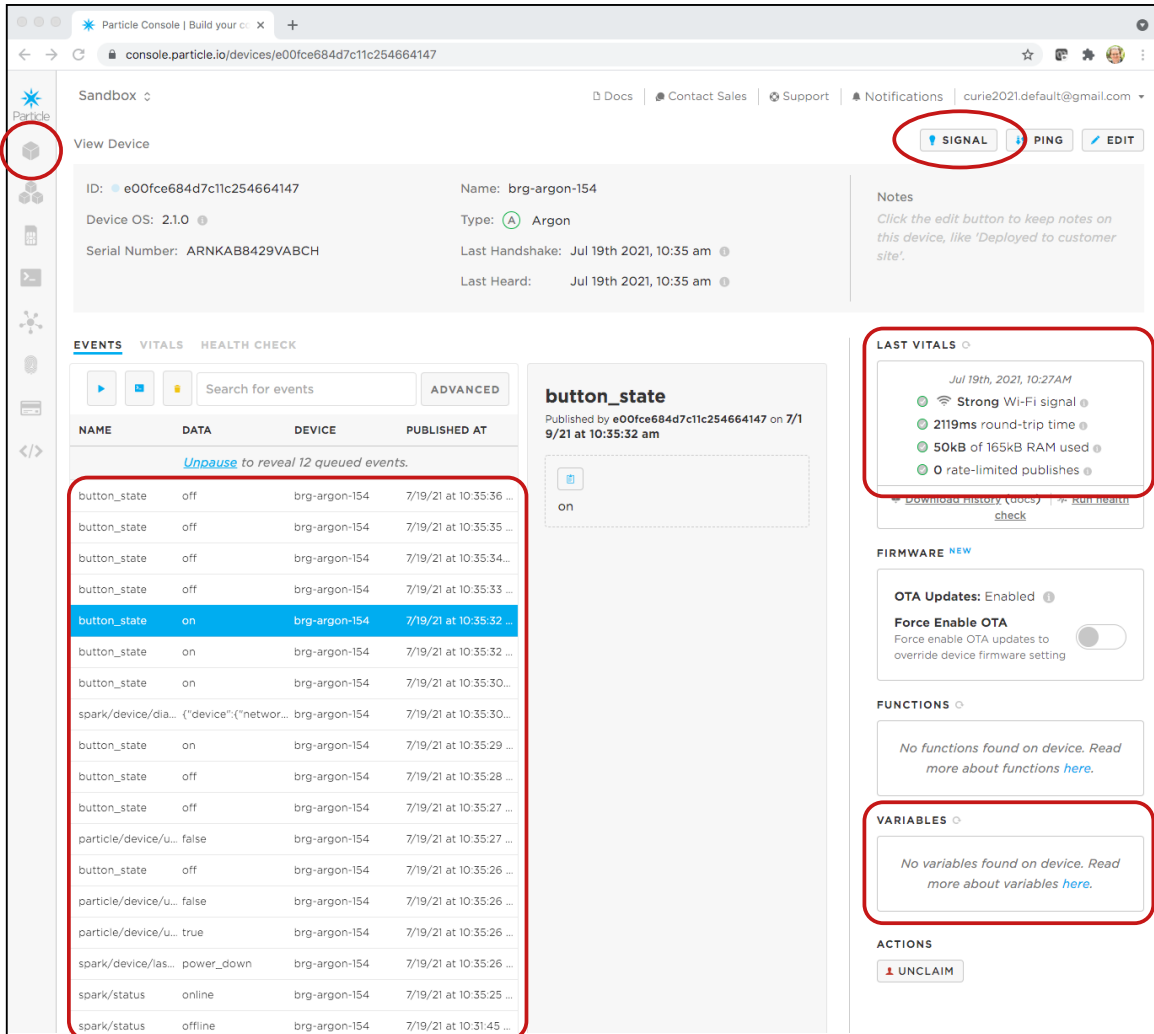 Particle Console | Build your co
console.particle.io/devices/e00fce684d7c11c254664147
Particle
Sandbox
Docs
Contact Sales
Support
Notifications
curie2021.default@gmail.com
View Device
SIGNAL
PING
EDIT
ID: e00fce684d7c11c254664147
Device OS: 2.1.0
Serial Number: ARNKAB8429VABCH
Name: brg-argon-154
Type: A Argon
Last Handshake: Jul 19th 2021, 10:35 am
Last Heard: Jul 19th 2021, 10:35 am
Notes
Click the edit button to keep notes on
this device, like 'Deployed to customer
site'.
EVENTS VITALS HEALTH CHECK
Search for events
ADVANCED
NAME DATA DEVICE PUBLISHED AT
Unpause to reveal 12 queued events.
button_state off brg-argon-154 7/19/21 at 10:35:36 ...
button_state off brg-argon-154 7/19/21 at 10:35:35 ...
button_state off brg-argon-154 7/19/21 at 10:35:34...
button_state off brg-argon-154 7/19/21 at 10:35:33 ...
button_state on brg-argon-154 7/19/21 at 10:35:32 ...
button_state on brg-argon-154 7/19/21 at 10:35:32 ...
button_state on brg-argon-154 7/19/21 at 10:35:30...
spark/device/dia... {"device":{"networ... brg-argon-154 7/19/21 at 10:35:30...
button_state on brg-argon-154 7/19/21 at 10:35:29 ...
button_state off brg-argon-154 7/19/21 at 10:35:28 ...
button_state off brg-argon-154 7/19/21 at 10:35:27 ...
particle/device/u... false brg-argon-154 7/19/21 at 10:35:27 ...
button_state off brg-argon-154 7/19/21 at 10:35:26 ...
particle/device/u... false brg-argon-154 7/19/21 at 10:35:26 ...
particle/device/u... true brg-argon-154 7/19/21 at 10:35:26 ...
spark/device/las... power_down brg-argon-154 7/19/21 at 10:35:26 ...
spark/status online brg-argon-154 7/19/21 at 10:35:25 ...
spark/status offline brg-argon-154 7/19/21 at 10:31:45 ...
button_state
Published by e00fce684d7c11c254664147 on 7/1
9/21 at 10:35:32 am
on
LAST VITALS
Jul 19th, 2021, 10:27AM
Strong Wi-Fi signal
2119ms round-trip time
50kB of 165kB RAM used
0 rate-limited publishes
Download History (docs) | Run health
check
FIRMWARE NEW
OTA Updates: Enabled
Force Enable OTA
Force enable OTA updates to
override device firmware setting
FUNCTIONS
No functions found on device. Read
more about functions here.
VARIABLES
No variables found on device. Read
more about variables here.
ACTIONS
UNCLAIM